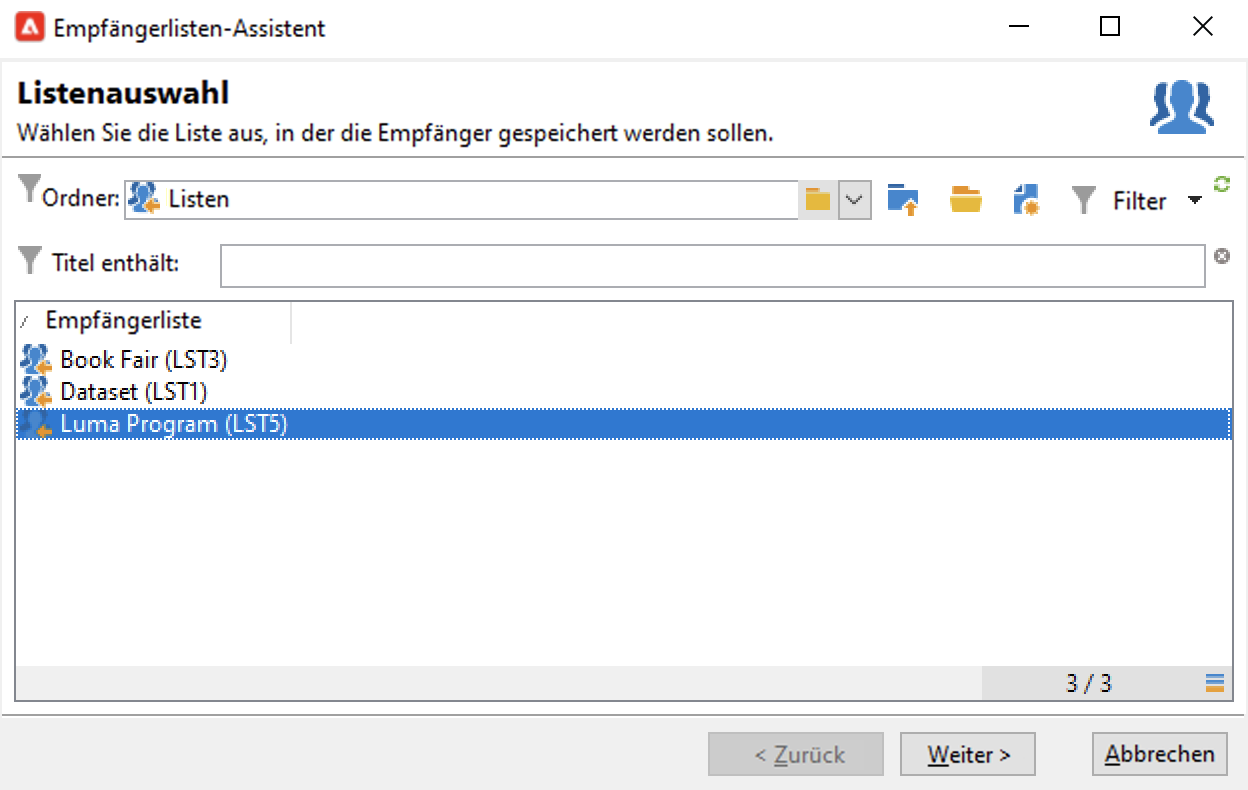 Empfängerlisten-Assistent
Listenauswahl
Wählen Sie die Liste aus, in der die Empfänger gespeichert werden sollen.
Ordner: Listen Filter
Titel enthält:
Empfängerliste
Book Fair (LST3)
Dataset (LST1)
Luma Program (LST5)
3 / 3
< Zurück Weiter > Abbrechen